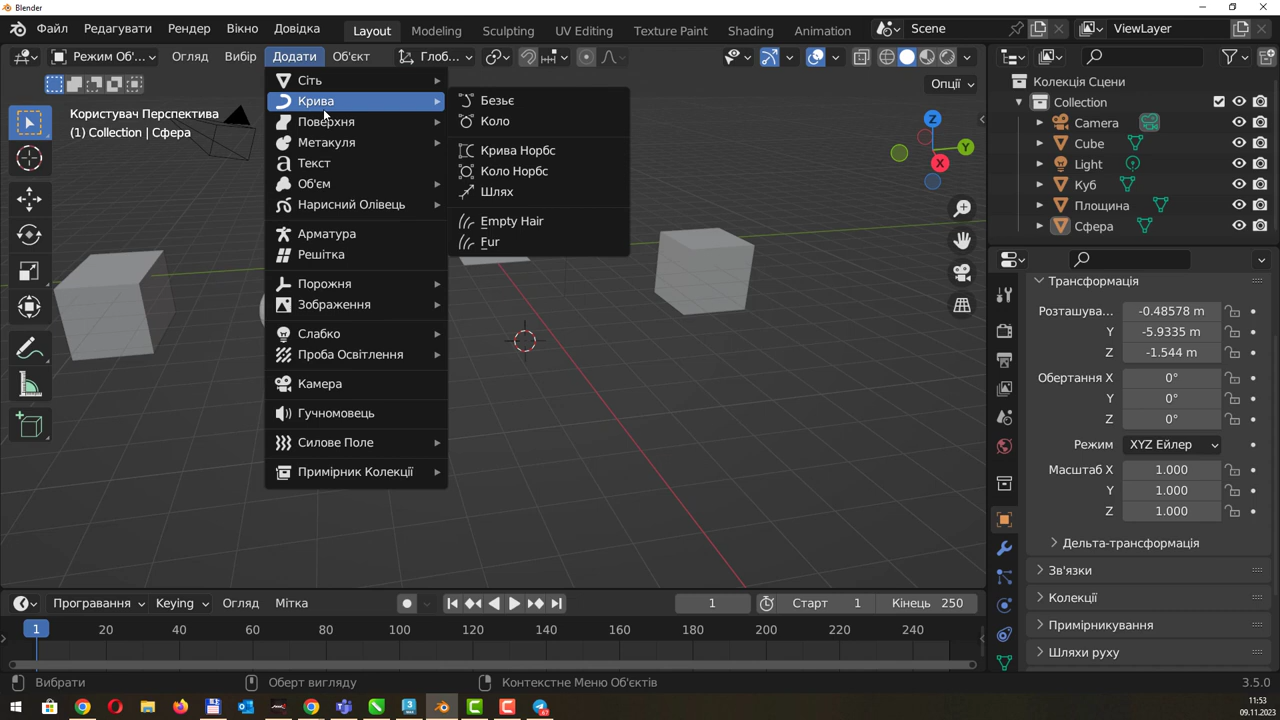 Blender
Файл Редагувати Рендер Вікно Довідка Layout Modeling Sculpting UV Editing Texture Paint Shading Animation Scene ViewLayer
Режим Об'... Огляд Вибір Додати Об'єкт Глоб...
Опції
Користувач Перспектива
(1) Collection | Сфера
Сіть
Крива
Поверхня
Метакуля
Текст
Об'єм
Нарисний Олівець
Арматура
Решітка
Порожня
Зображення
Слабко
Проба Освітлення
Камера
Гучномовець
Силове Поле
Примірник Колекції
Безьє
Коло
Крива Норбс
Коло Норбс
Шлях
Empty Hair
Fur
Z
Y
X
Колекція Сцени
Collection
Camera
Cube
Light
Куб
Площина
Сфера
Трансформація
Розташува... -0.48578 m
Y -5.9335 m
Z -1.544 m
Обертання X 0°
Y 0°
Z 0°
Режим XYZ Ейлер
Масштаб X 1.000
Y 1.000
Z 1.000
Дельта-трансформація
Зв'язки
Колекції
Примірникування
Шляхи руху
Програвання Keying Огляд Мітка 1 Старт 1 Кінець 250
1 20 40 60 80 100 120 140 160 180 200 220 240
Вибрати Оберт вигляду Контекстне Меню Об'єктів 3.5.0
11:53
09.11.2023